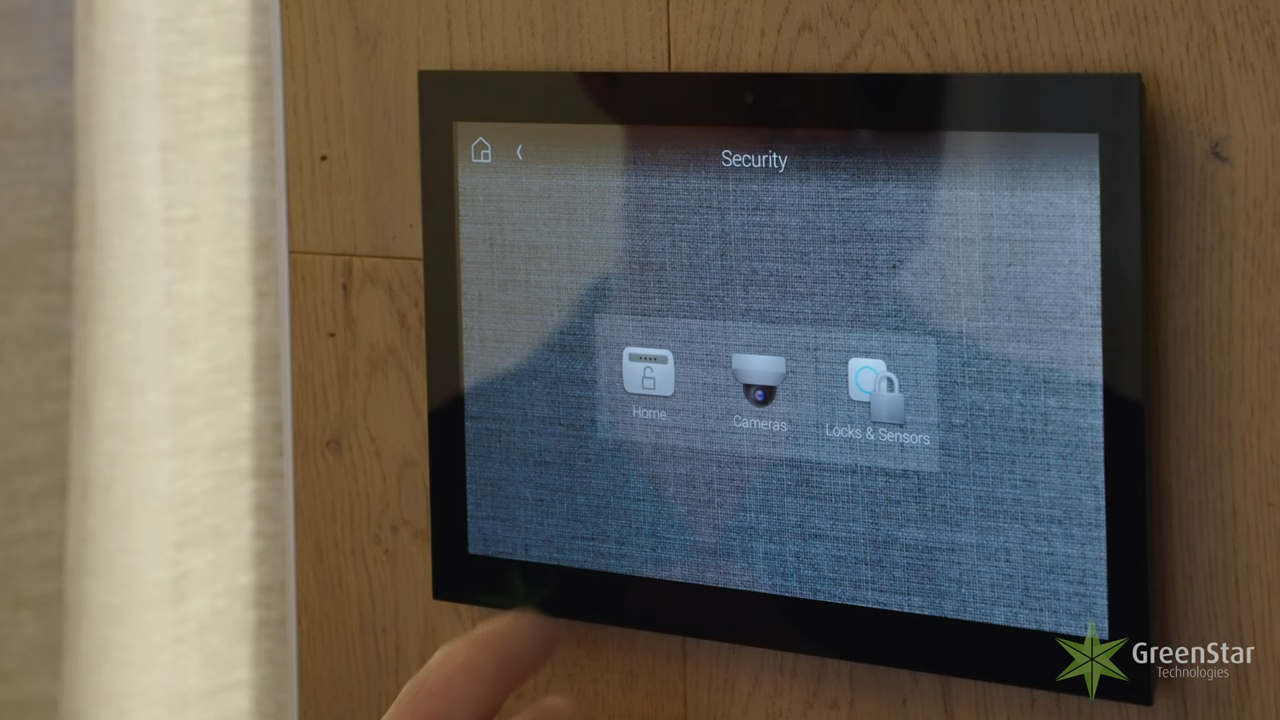 Security
Home
Cameras
Locks & Sensors
GreenStar
Technologies